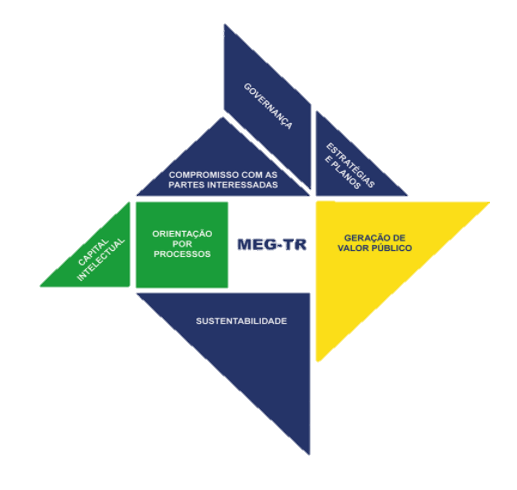 GOVERNANÇA
ESTRATÉGIAS
E PLANOS
COMPROMISSO COM AS
PARTES INTERESSADAS
CAPITAL
INTELECTUAL
ORIENTAÇÃO
POR
PROCESSOS
MEG-TR
GERAÇÃO DE
VALOR PÚBLICO
SUSTENTABILIDADE